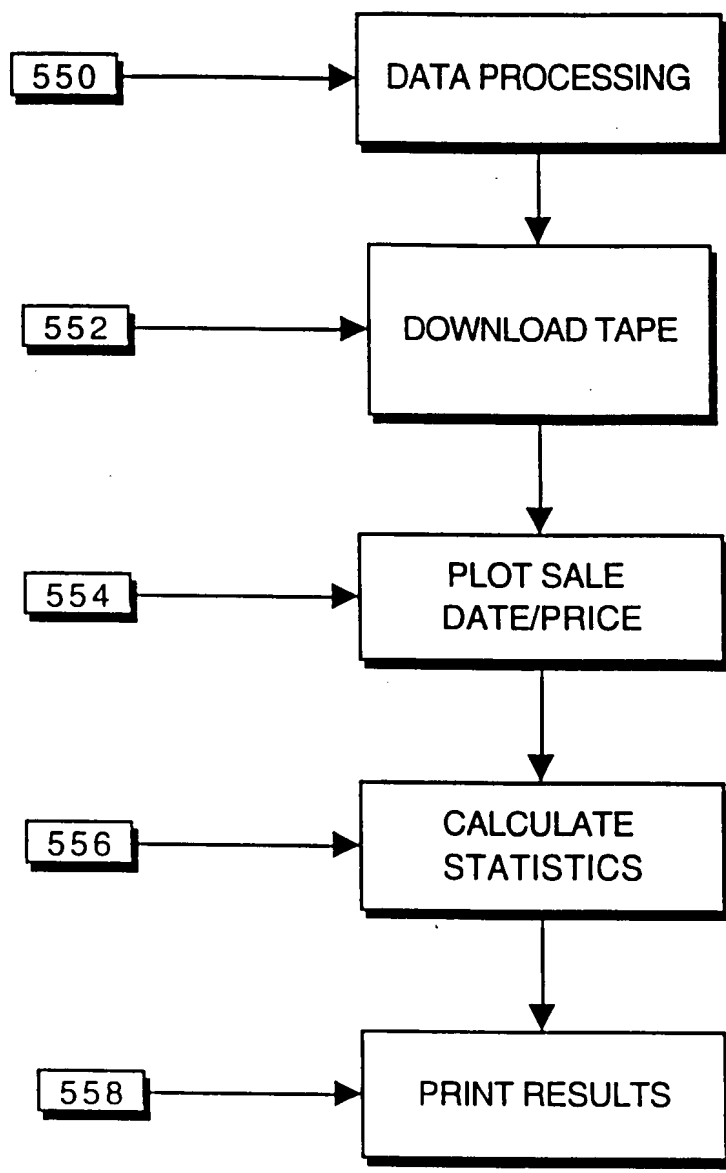 550
DATA PROCESSING
552
DOWNLOAD TAPE
554
PLOT SALE
DATE/PRICE
556
CALCULATE
STATISTICS
558
PRINT RESULTS